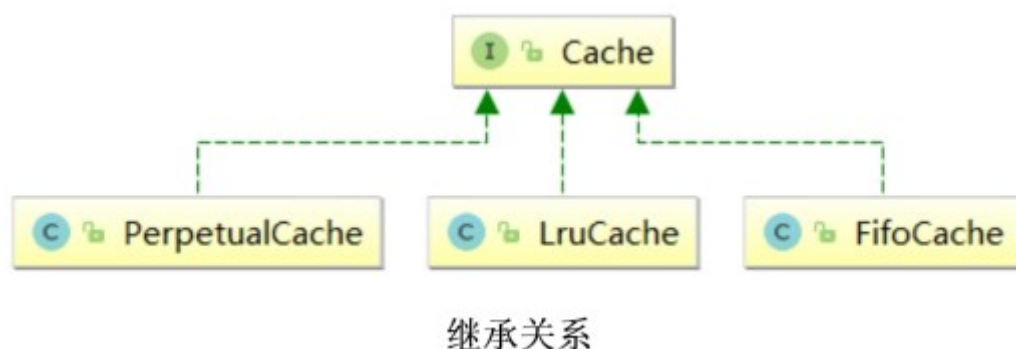 I Cache
C PerpetualCache
C LruCache
C FifoCache
继承关系